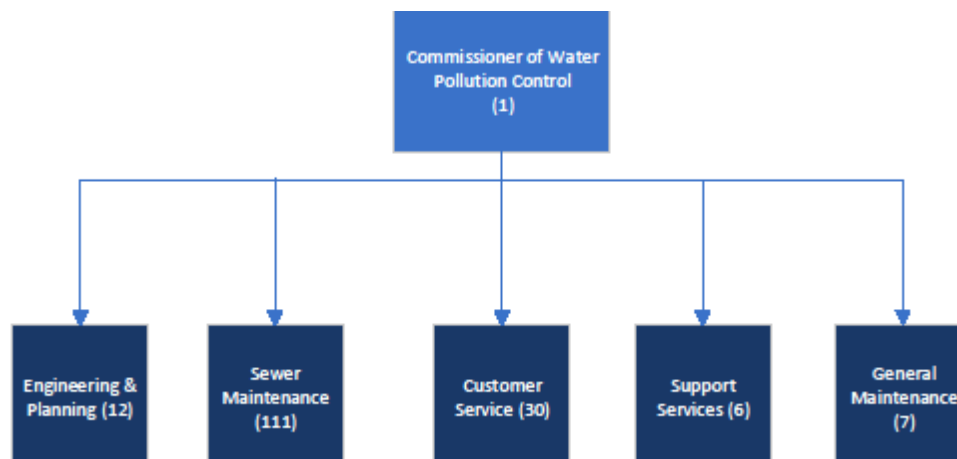 Commissioner of Water
Pollution Control
(1)
Engineering &
Planning (12)
Sewer
Maintenance
(111)
Customer
Service (30)
Support
Services (6)
General
Maintenance
(7)